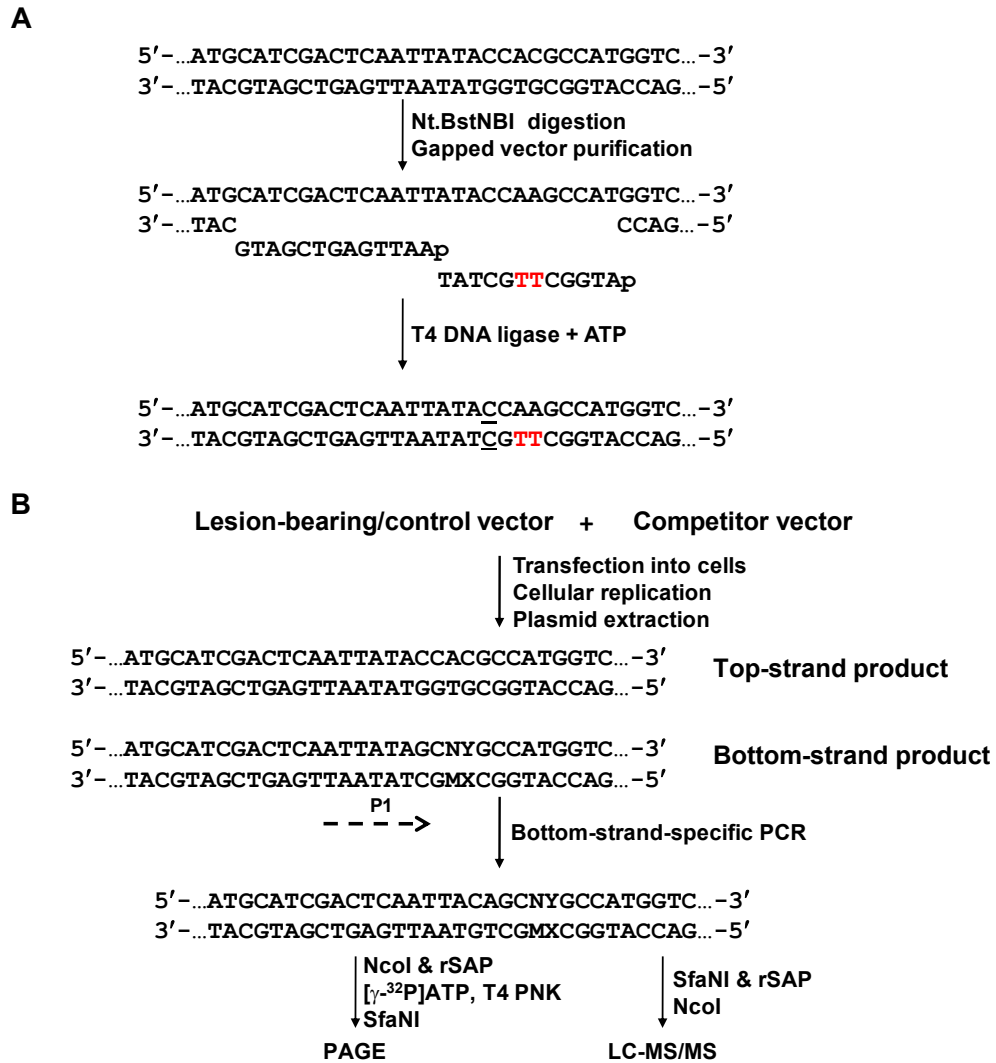 A
5′-…ATGCATCGACTCAATTATACCACGCCATGGTC…-3′
3′-…TACGTAGCTGAGTTAATATGGTGCGGTACCAG…-5′
Nt.BstNBI digestion
Gapped vector purification
5′-…ATGCATCGACTCAATTATACCAAGCCATGGTC…-3′
3′-…TAC CCAG…-5′
GTAGCTGAGTTAAp
TATCGTTCGGTAp
T4 DNA ligase + ATP
5′-…ATGCATCGACTCAATTATACCAAGCCATGGTC…-3′
3′-…TACGTAGCTGAGTTAATATCGTTCGGTACCAG…-5′
B
Lesion-bearing/control vector + Competitor vector
Transfection into cells
Cellular replication
Plasmid extraction
5′-…ATGCATCGACTCAATTATACCACGCCATGGTC…-3′
Top-strand product
3′-…TACGTAGCTGAGTTAATATGGTGCGGTACCAG…-5′
5′-…ATGCATCGACTCAATTATAGCNYGCCATGGTC…-3′
Bottom-strand product
3′-…TACGTAGCTGAGTTAATATCGMXCGGTACCAG…-5′
P1
Bottom-strand-specific PCR
5′-…ATGCATCGACTCAATTACAGCNYGCCATGGTC…-3′
3′-…TACGTAGCTGAGTTAATGTCGMXCGGTACCAG…-5′
NcoI & rSAP
[γ-³²P]ATP, T4 PNK
SfaNI
SfaNI & rSAP
NcoI
PAGE
LC-MS/MS